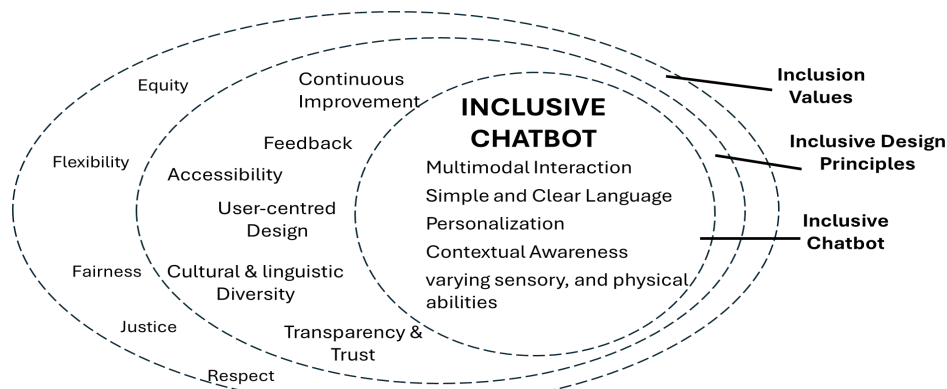 Equity
Flexibility
Fairness
Justice
Respect
Continuous
Improvement
Feedback
Accessibility
User-centred
Design
Cultural & linguistic
Diversity
Transparency &
Trust
INCLUSIVE
CHATBOT
Multimodal Interaction
Simple and Clear Language
Personalization
Contextual Awareness
varying sensory, and physical
abilities
Inclusion
Values
Inclusive Design
Principles
Inclusive
Chatbot